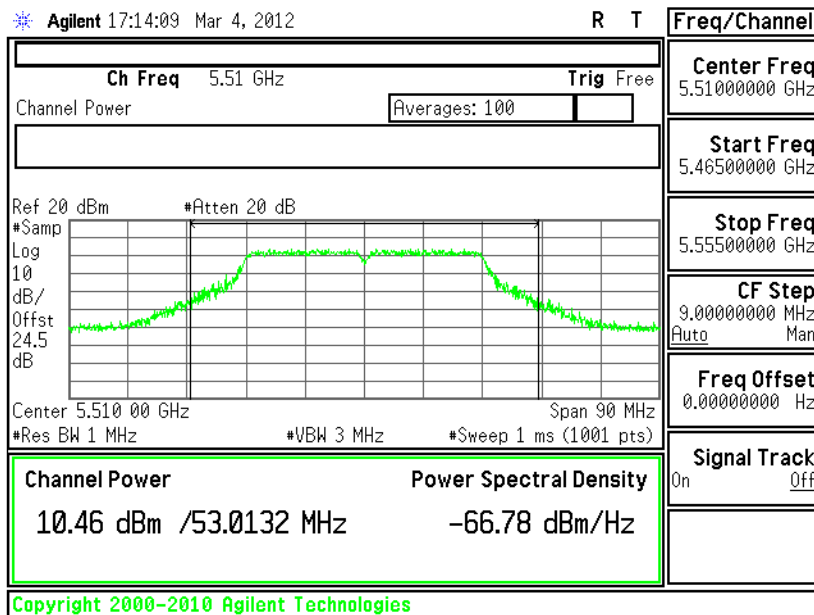 Agilent 17:14:09 Mar 4, 2012 R T
Ch Freq 5.51 GHz Trig Free
Channel Power Averages: 100
Ref 20 dBm #Atten 20 dB
#Samp
Log
10
dB/
Offst
24.5
dB
Center 5.510 00 GHz Span 90 MHz
#Res BW 1 MHz #VBW 3 MHz #Sweep 1 ms (1001 pts)
Channel Power Power Spectral Density
10.46 dBm /53.0132 MHz -66.78 dBm/Hz
Copyright 2000-2010 Agilent Technologies
Freq/Channel
Center Freq
5.51000000 GHz
Start Freq
5.46500000 GHz
Stop Freq
5.55500000 GHz
CF Step
9.00000000 MHz
Auto Man
Freq Offset
0.00000000 Hz
Signal Track
On Off